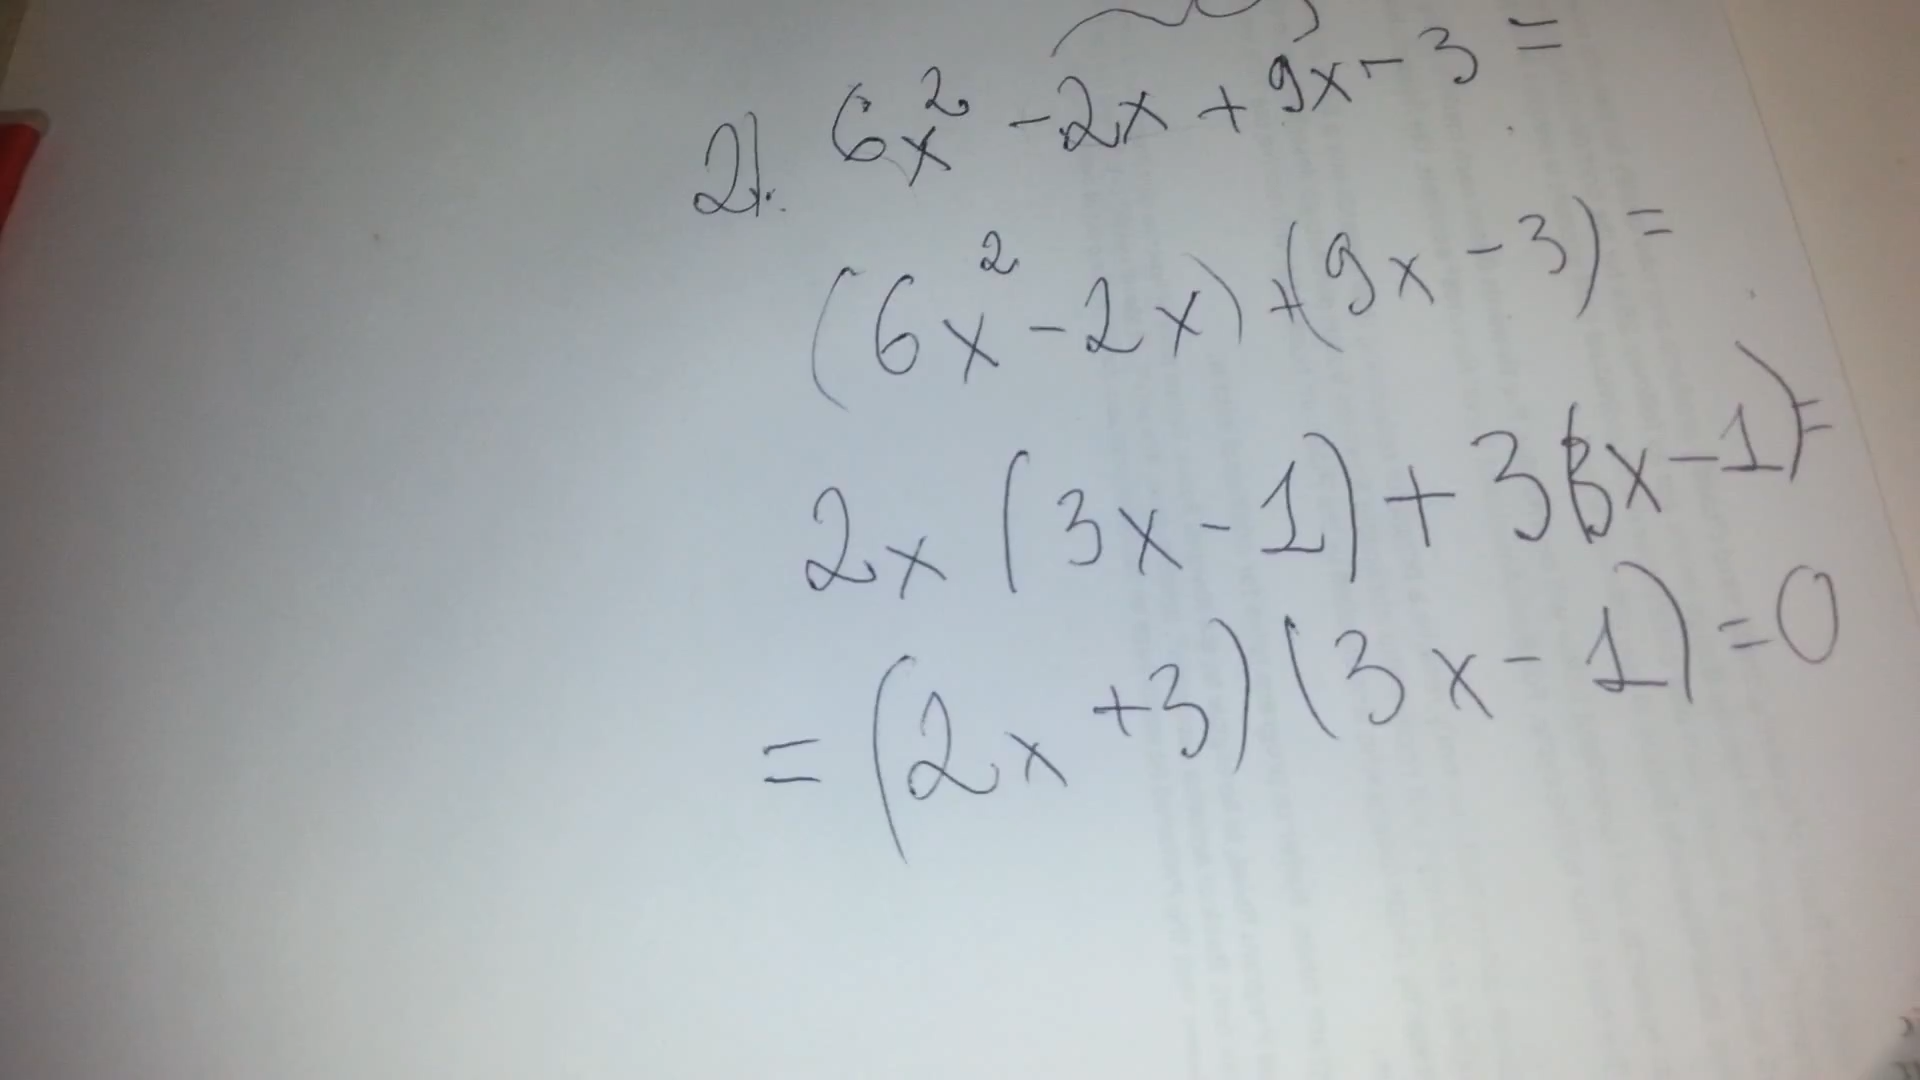 2). 6x² - 2x + 9x - 3 =
(6x² - 2x) + (9x - 3) =
2x (3x - 1) + 3(3x - 1) =
= (2x + 3) (3x - 1) = 0